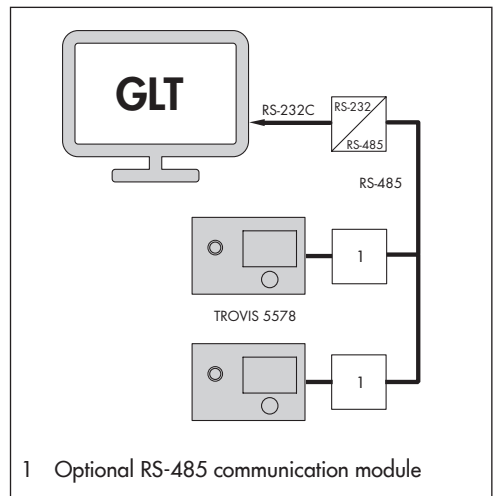 GLT
RS-232C
RS-232
RS-485
RS-485
1
TROVIS 5578
1
1 Optional RS-485 communication module